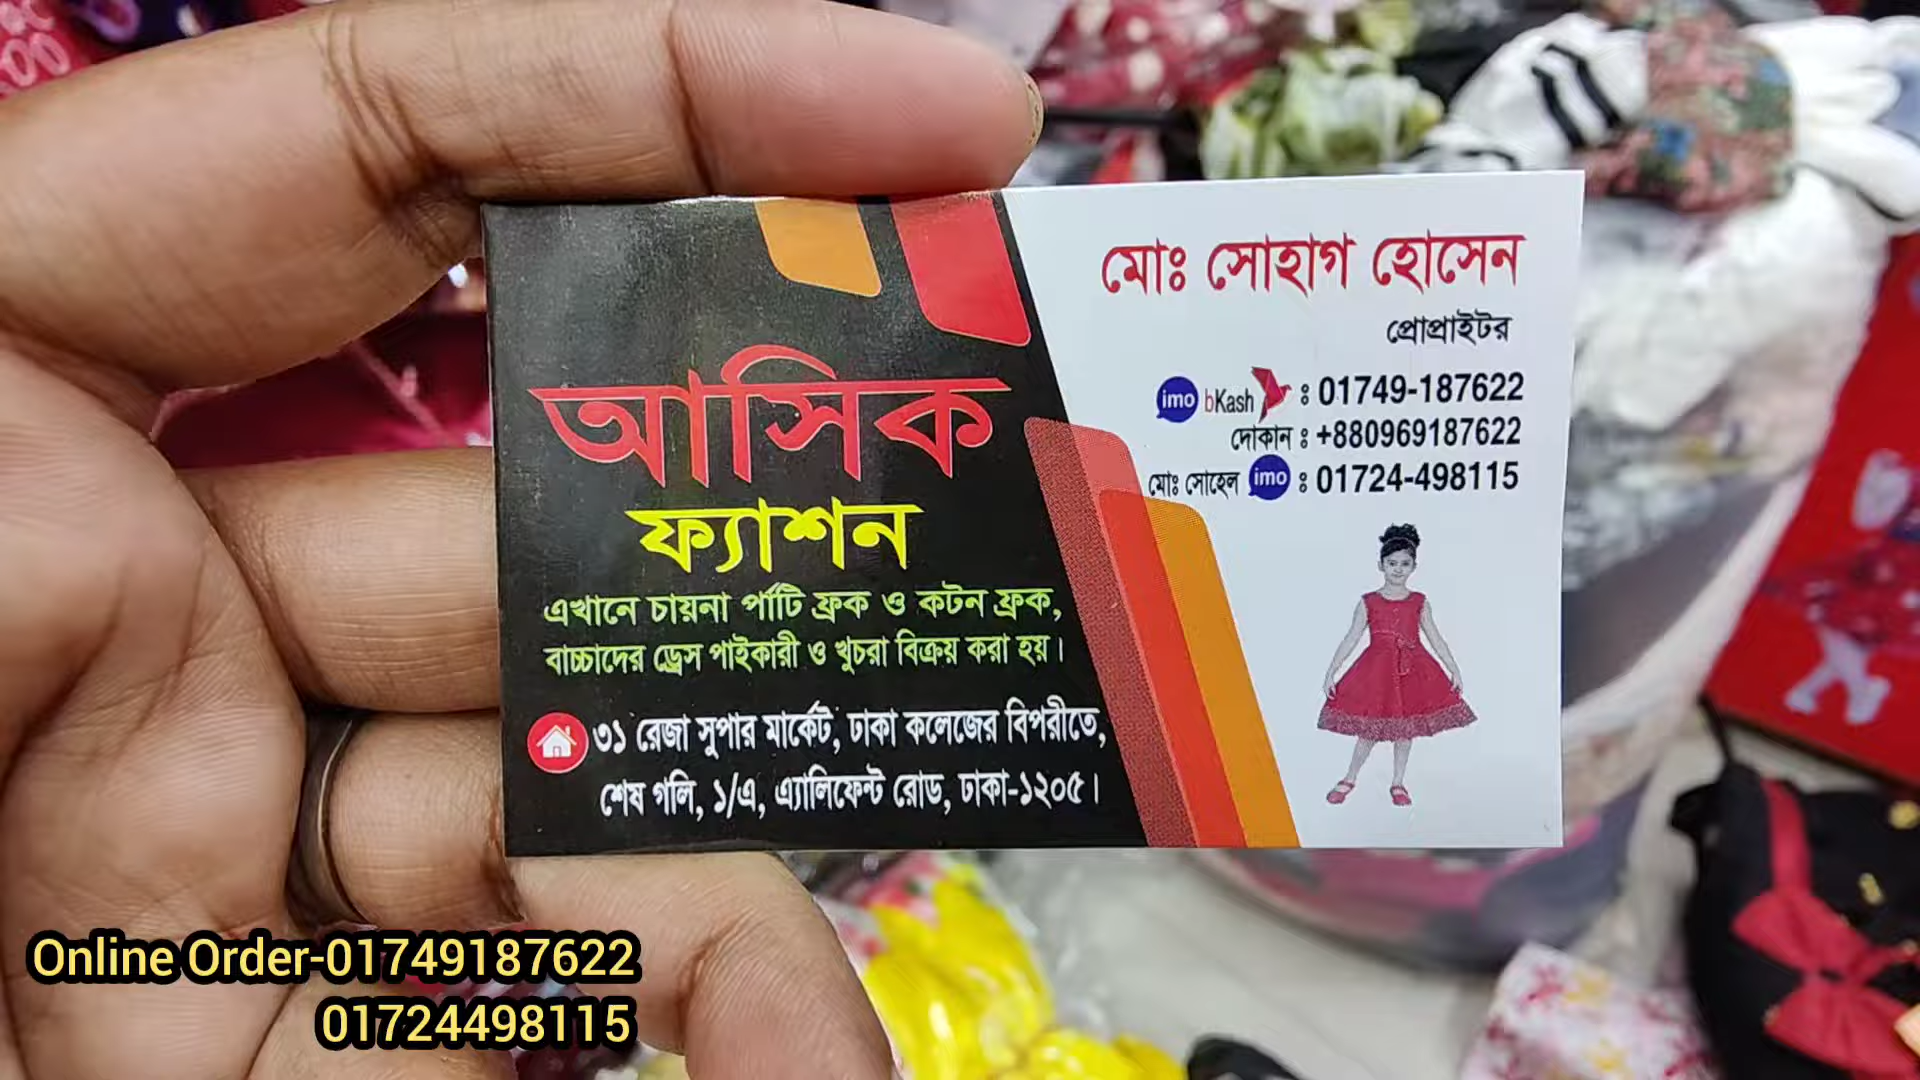 আসিক
ফ্যাশন
এখানে চায়না পার্টি ফ্রক ও কটন ফ্রক,
বাচ্চাদের ড্রেস পাইকারী ও খুচরা বিক্রয় করা হয়।
৩১ রেজা সুপার মার্কেট, ঢাকা কলেজের বিপরীতে,
শেষ গলি, ১/এ, এ্যালিফেন্ট রোড, ঢাকা-১২০৫।
মোঃ সোহাগ হোসেন
প্রোপ্রাইটর
imo bKash ঃ 01749-187622
দোকান ঃ +880969187622
মোঃ সোহেল imo ঃ 01724-498115
Online Order-01749187622
01724498115